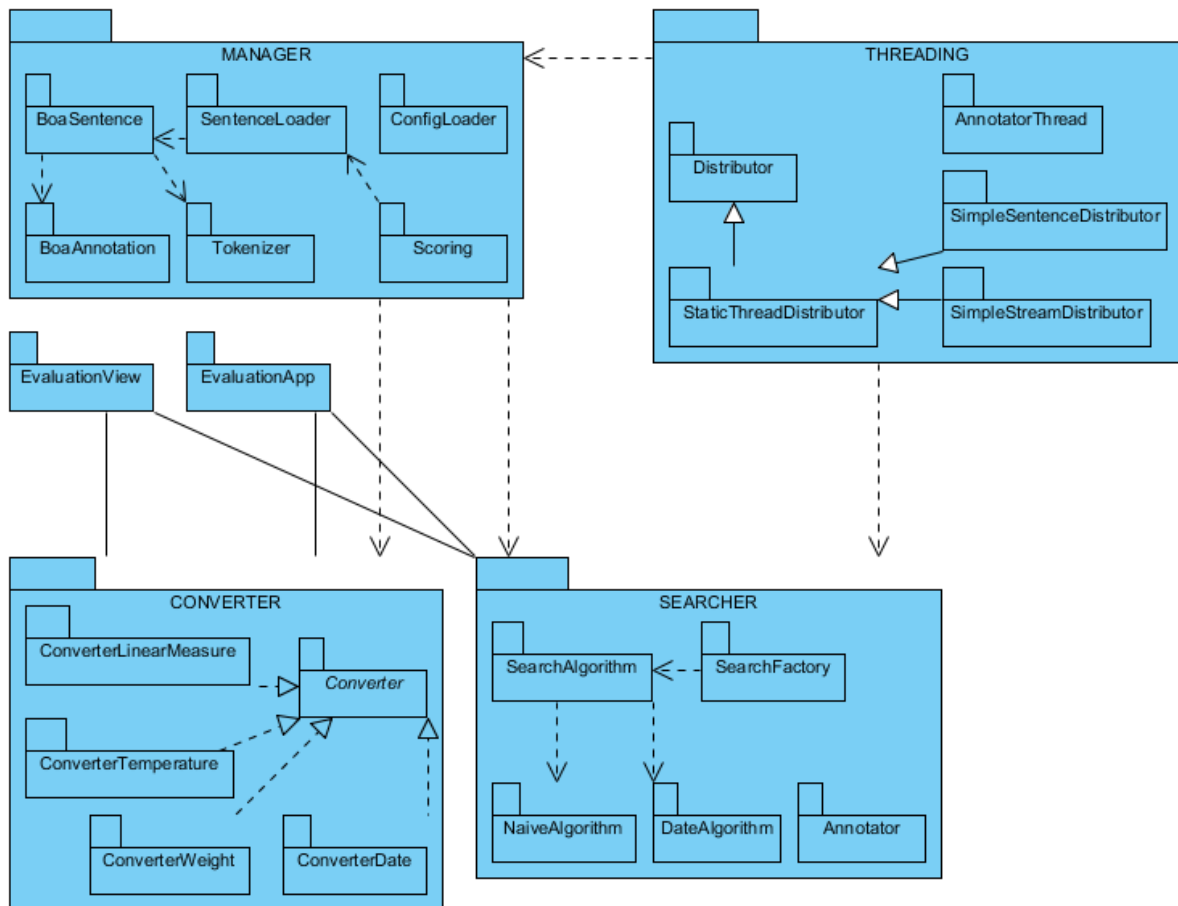 MANAGER
BoaSentence
SentenceLoader
ConfigLoader
BoaAnnotation
Tokenizer
Scoring
THREADING
AnnotatorThread
Distributor
SimpleSentenceDistributor
StaticThreadDistributor
SimpleStreamDistributor
EvaluationView
EvaluationApp
CONVERTER
ConverterLinearMeasure
Converter
ConverterTemperature
ConverterWeight
ConverterDate
SEARCHER
SearchAlgorithm
SearchFactory
NaiveAlgorithm
DateAlgorithm
Annotator